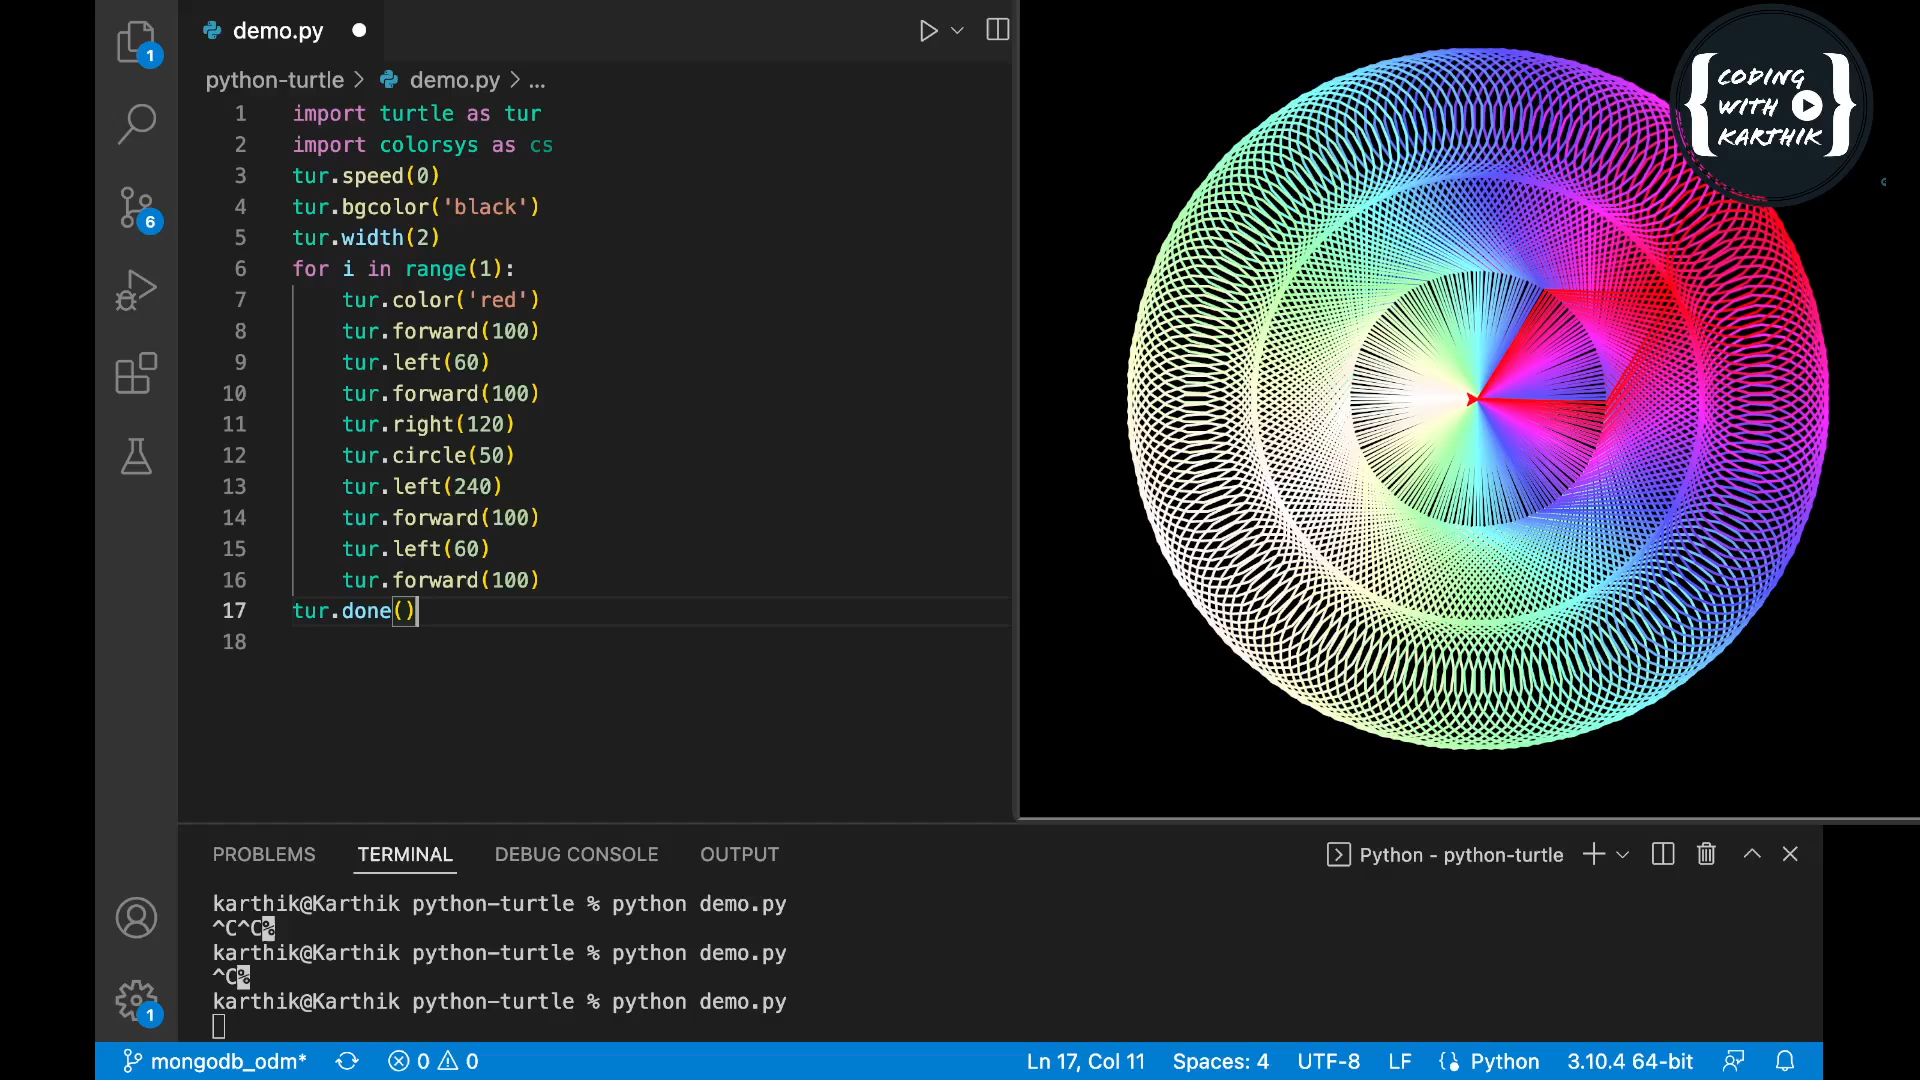 demo.py
python-turtle > demo.py > ...
1 import turtle as tur
2 import colorsys as cs
3 tur.speed(0)
4 tur.bgcolor('black')
5 tur.width(2)
6 for i in range(1):
7 tur.color('red')
8 tur.forward(100)
9 tur.left(60)
10 tur.forward(100)
11 tur.right(120)
12 tur.circle(50)
13 tur.left(240)
14 tur.forward(100)
15 tur.left(60)
16 tur.forward(100)
17 tur.done()
18
CODING
WITH
KARTHIK
1
6
1
PROBLEMS TERMINAL DEBUG CONSOLE OUTPUT Python - python-turtle
karthik@Karthik python-turtle % python demo.py
^C^C%
karthik@Karthik python-turtle % python demo.py
^C%
karthik@Karthik python-turtle % python demo.py
mongodb_odm* 0 0 Ln 17, Col 11 Spaces: 4 UTF-8 LF Python 3.10.4 64-bit